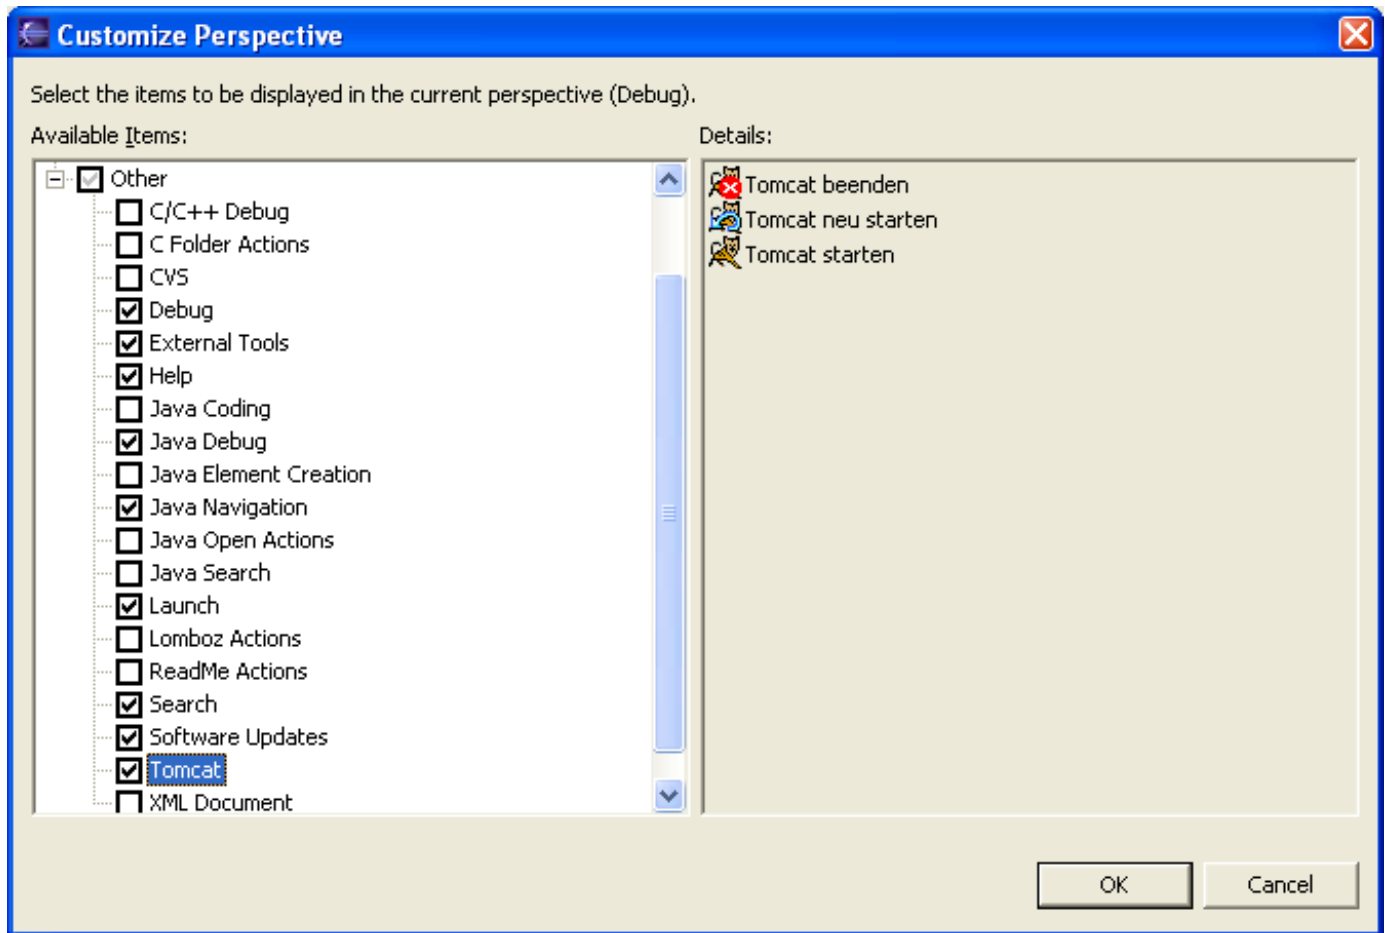 Customize Perspective
Select the items to be displayed in the current perspective (Debug).
Available Items:
Details:
Other
C/C++ Debug
C Folder Actions
CVS
Debug
External Tools
Help
Java Coding
Java Debug
Java Element Creation
Java Navigation
Java Open Actions
Java Search
Launch
Lomboz Actions
ReadMe Actions
Search
Software Updates
Tomcat
XML Document
Tomcat beenden
Tomcat neu starten
Tomcat starten
OK
Cancel